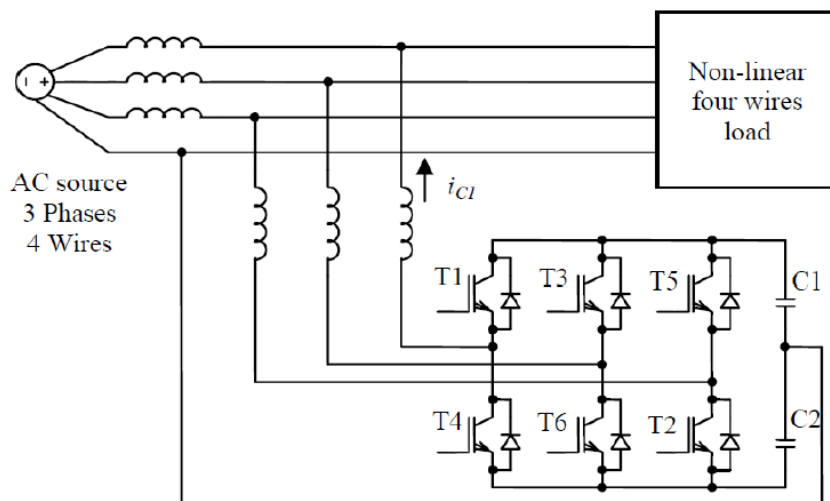 Non-linear
four wires
load
AC source
3 Phases
4 Wires
- +
iC1
T1
T3
T5
C1
T4
T6
T2
C2